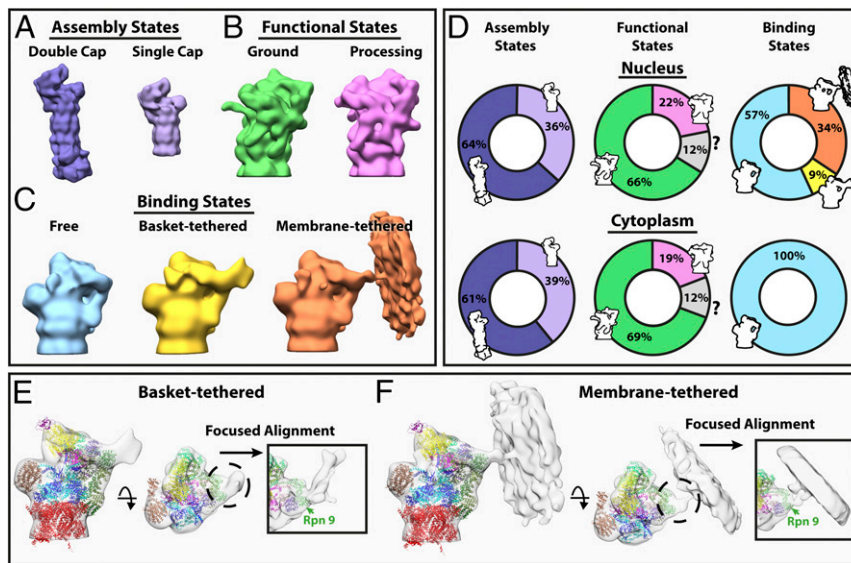 A
Assembly States
Double Cap
Single Cap
B
Functional States
Ground
Processing
C
Binding States
Free
Basket-tethered
Membrane-tethered
D
Assembly
States
Functional
States
Binding
States
Nucleus
64%
36%
22%
12%
?
66%
57%
34%
9%
Cytoplasm
61%
39%
19%
12%
?
69%
100%
E
Basket-tethered
Focused Alignment
Rpn 9
F
Membrane-tethered
Focused Alignment
Rpn 9